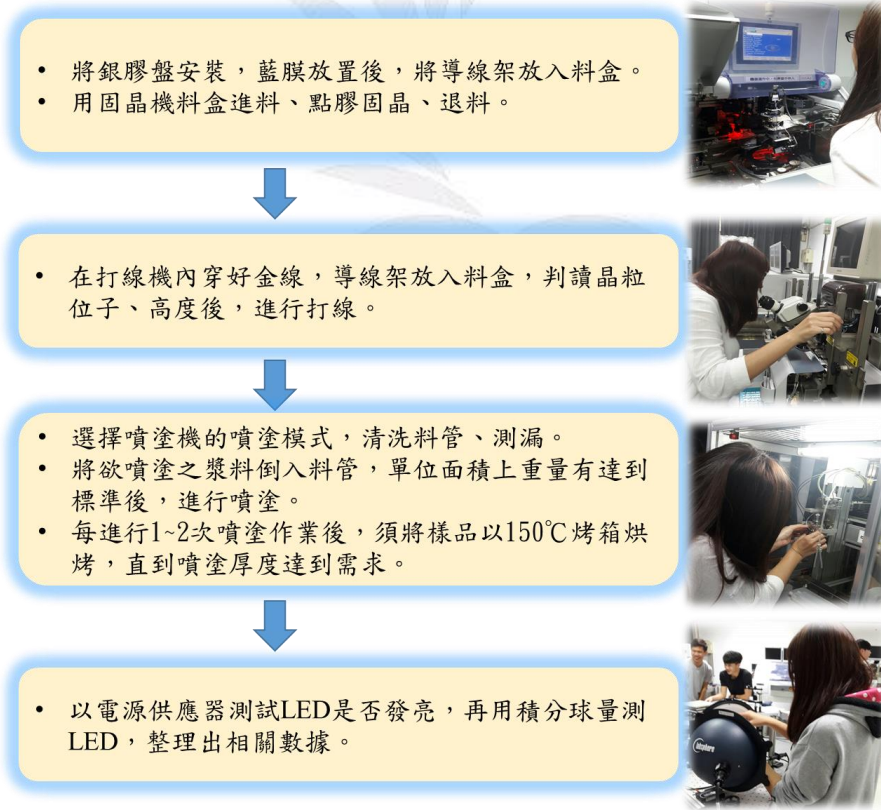 • 將銀膠盤安裝，藍膜放置後，將導線架放入料盒。
• 用固晶機料盒進料、點膠固晶、退料。
• 在打線機內穿好金線，導線架放入料盒，判讀晶粒
位子、高度後，進行打線。
• 選擇噴塗機的噴塗模式，清洗料管、測漏。
• 將欲噴塗之漿料倒入料管，單位面積上重量有達到
標準後，進行噴塗。
• 每進行1~2次噴塗作業後，須將樣品以150℃烤箱烘
烤，直到噴塗厚度達到需求。
• 以電源供應器測試LED是否發亮，再用積分球量測
LED，整理出相關數據。
labsphere